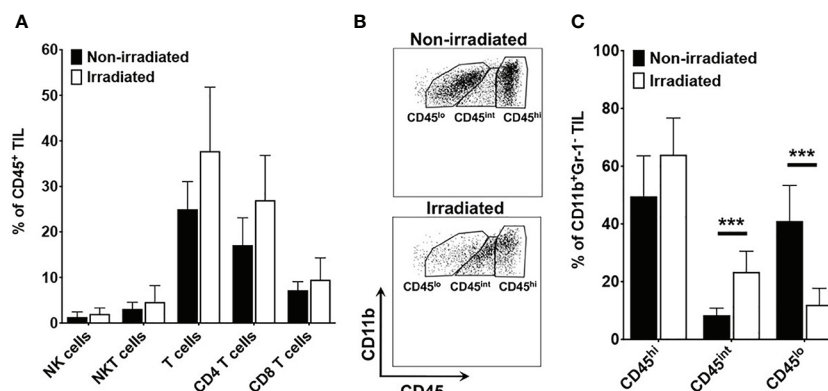 A
60
50
40
30
20
10
0
% of CD45⁺ TIL
Non-irradiated
Irradiated
NK cells
NKT cells
T cells
CD4 T cells
CD8 T cells
B
Non-irradiated
CD45ˡᵒ CD45ⁱⁿᵗ CD45ʰⁱ
Irradiated
CD45ˡᵒ CD45ⁱⁿᵗ CD45ʰⁱ
CD11b
CD45
C
100
80
60
40
20
0
% of CD11b⁺Gr-1⁻ TIL
Non-irradiated
Irradiated
***
***
CD45ʰⁱ
CD45ⁱⁿᵗ
CD45ˡᵒ